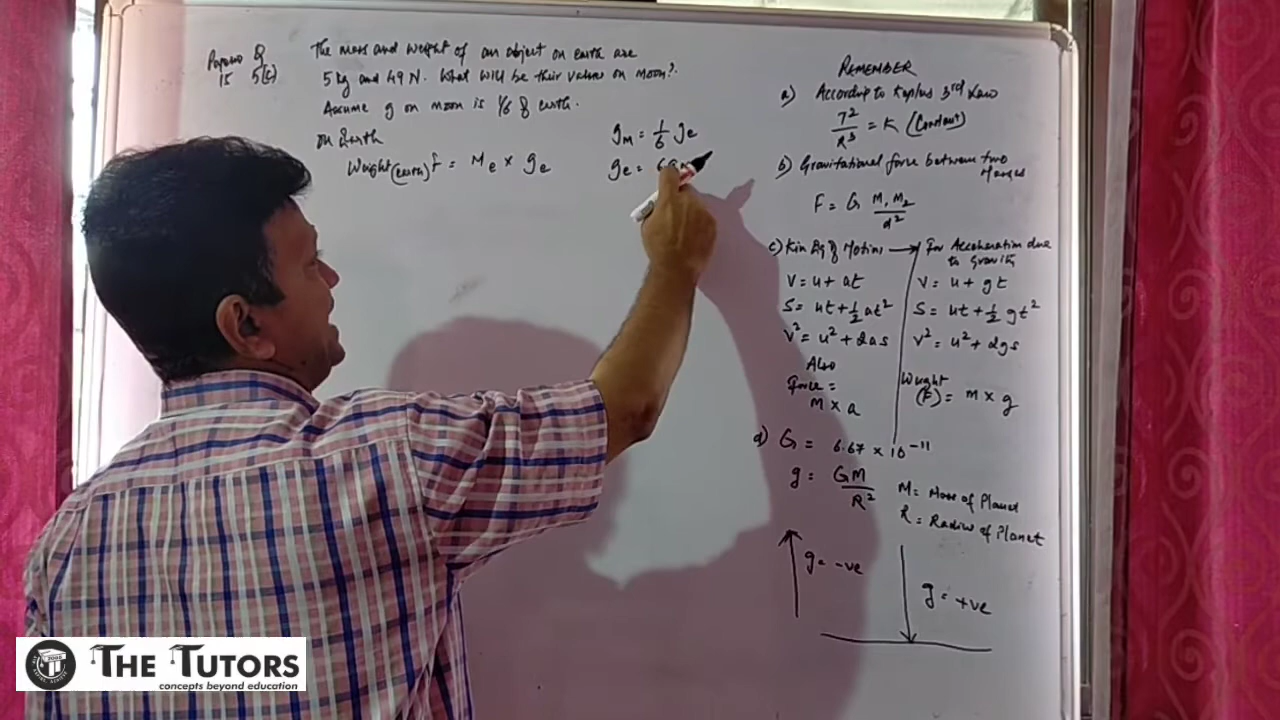 15 5(c)
The mass and weight of an object on earth are
5 kg and 49 N. What will be their values on Moon?.
Assume g on moon is 1/6 of earth.
on Earth
Weight(earth) F = Me × ge
gM = 1/6 ge
ge = 6g
REMEMBER
a) According to Keplers 3rd Law
T²/R³ = K (Constant)
b) Gravitational force between two
Masses
F = G M1 M2 / d²
c) Kin Eq of Motion → For Acceleration due
to Gravity
V = u + at V = u + gt
S = ut + 1/2 at² S = ut + 1/2 gt²
V² = u² + 2as V² = u² + 2gs
Also
Force = Weight
M × a (F) = m × g
d) G = 6.67 × 10⁻¹¹
g = GM/R² M = Mass of Planet
R = Radius of Planet
g = -ve
g = +ve
THE TUTORS
concepts beyond education